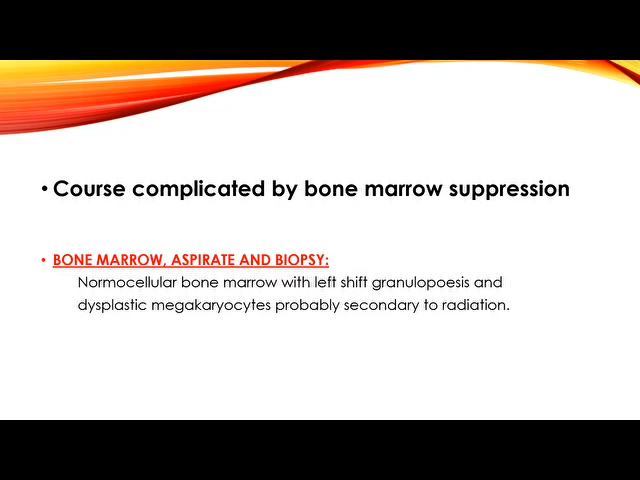 • Course complicated by bone marrow suppression
• BONE MARROW, ASPIRATE AND BIOPSY:
Normocellular bone marrow with left shift granulopoesis and
dysplastic megakaryocytes probably secondary to radiation.